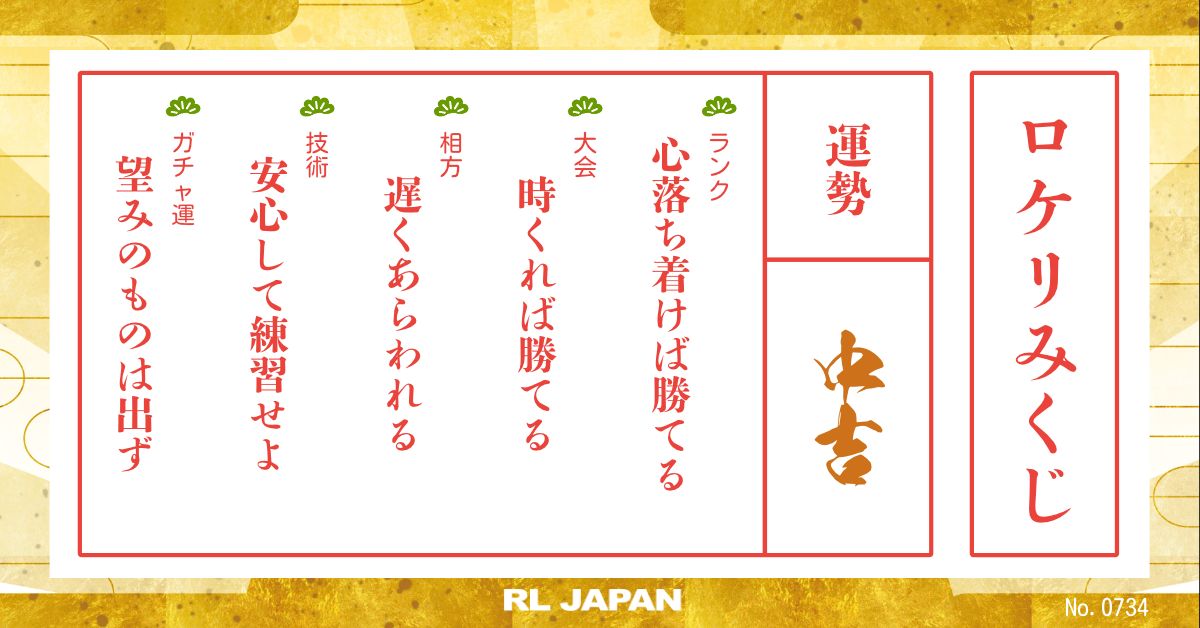 ロケリみくじ
運勢
中吉
ランク
心落ち着けば勝てる
大会
時くれば勝てる
相方
遅くあらわれる
技術
安心して練習せよ
ガチャ運
望みのものは出ず
RL JAPAN
No. 0734